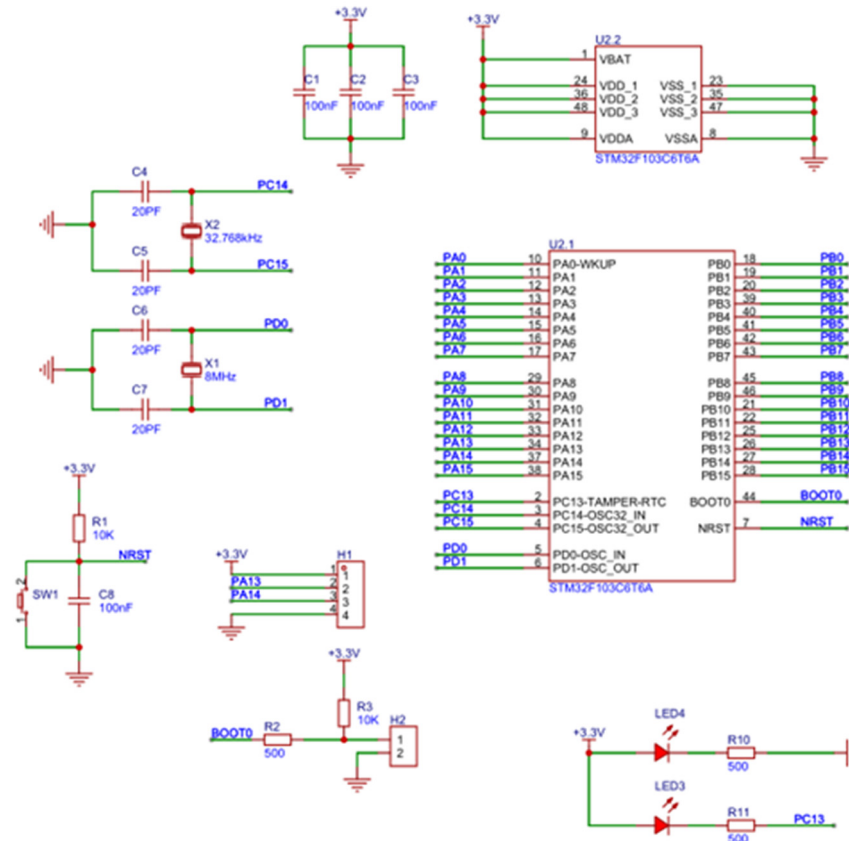 +3.3V
C1
100nF
C2
100nF
C3
100nF
+3.3V
U2.2
1 VBAT
24 VDD_1 VSS_1 23
36 VDD_2 VSS_2 35
48 VDD_3 VSS_3 47
9 VDDA VSSA 8
STM32F103C6T6A
C4
20PF
PC14
X2
32.768kHz
C5
20PF
PC15
C6
20PF
PD0
X1
8MHz
C7
20PF
PD1
U2.1
PA0 10 PA0-WKUP PB0 18 PB0
PA1 11 PA1 PB1 19 PB1
PA2 12 PA2 PB2 20 PB2
PA3 13 PA3 PB3 39 PB3
PA4 14 PA4 PB4 40 PB4
PA5 15 PA5 PB5 41 PB5
PA6 16 PA6 PB6 42 PB6
PA7 17 PA7 PB7 43 PB7
PA8 29 PA8 PB8 45 PB8
PA9 30 PA9 PB9 46 PB9
PA10 31 PA10 PB10 21 PB10
PA11 32 PA11 PB11 22 PB11
PA12 33 PA12 PB12 25 PB12
PA13 34 PA13 PB13 26 PB13
PA14 37 PA14 PB14 27 PB14
PA15 38 PA15 PB15 28 PB15
PC13 2 PC13-TAMPER-RTC BOOT0 44 BOOT0
PC14 3 PC14-OSC32_IN
PC15 4 PC15-OSC32_OUT NRST 7 NRST
PD0 5 PD0-OSC_IN
PD1 6 PD1-OSC_OUT
STM32F103C6T6A
+3.3V
R1
10K
NRST
2
SW1
1
C8
100nF
+3.3V
H1
1 1
PA13 2 2
PA14 3 3
4 4
+3.3V
R3
10K
BOOT0
R2
500
H2
1
2
+3.3V
LED4
R10
500
LED3
R11
500
PC13